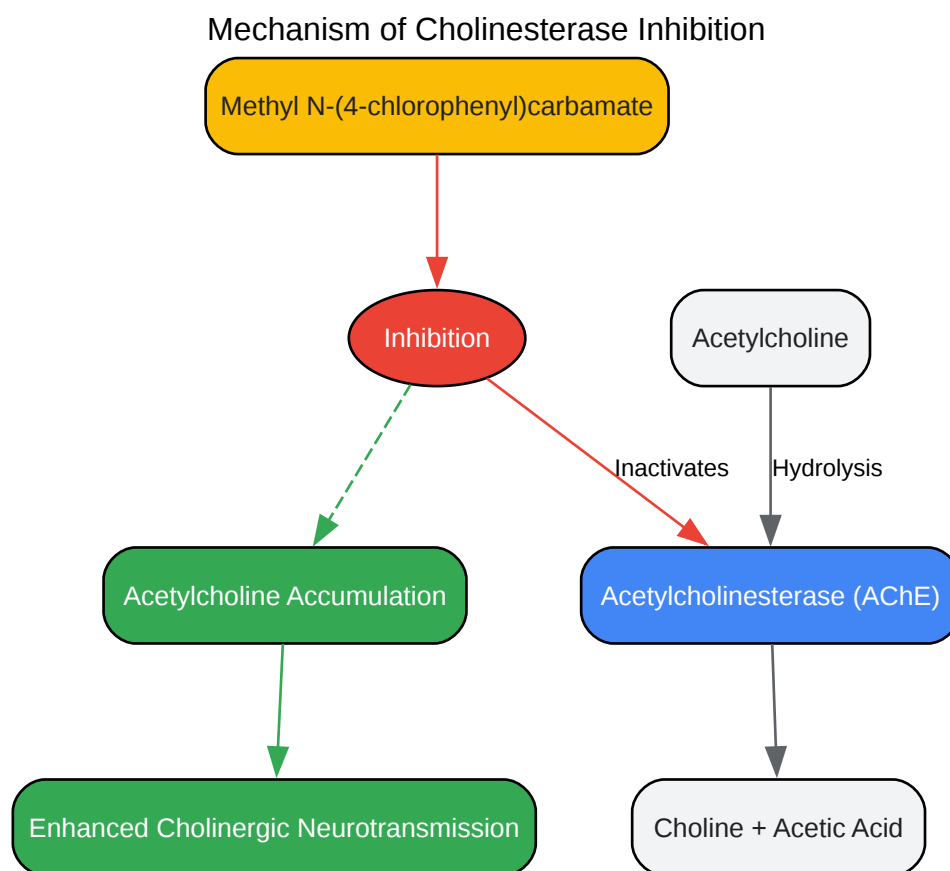 Mechanism of Cholinesterase Inhibition
Methyl N-(4-chlorophenyl)carbamate
Inhibition
Acetylcholine
Inactivates
Hydrolysis
Acetylcholine Accumulation
Acetylcholinesterase (AChE)
Enhanced Cholinergic Neurotransmission
Choline + Acetic Acid